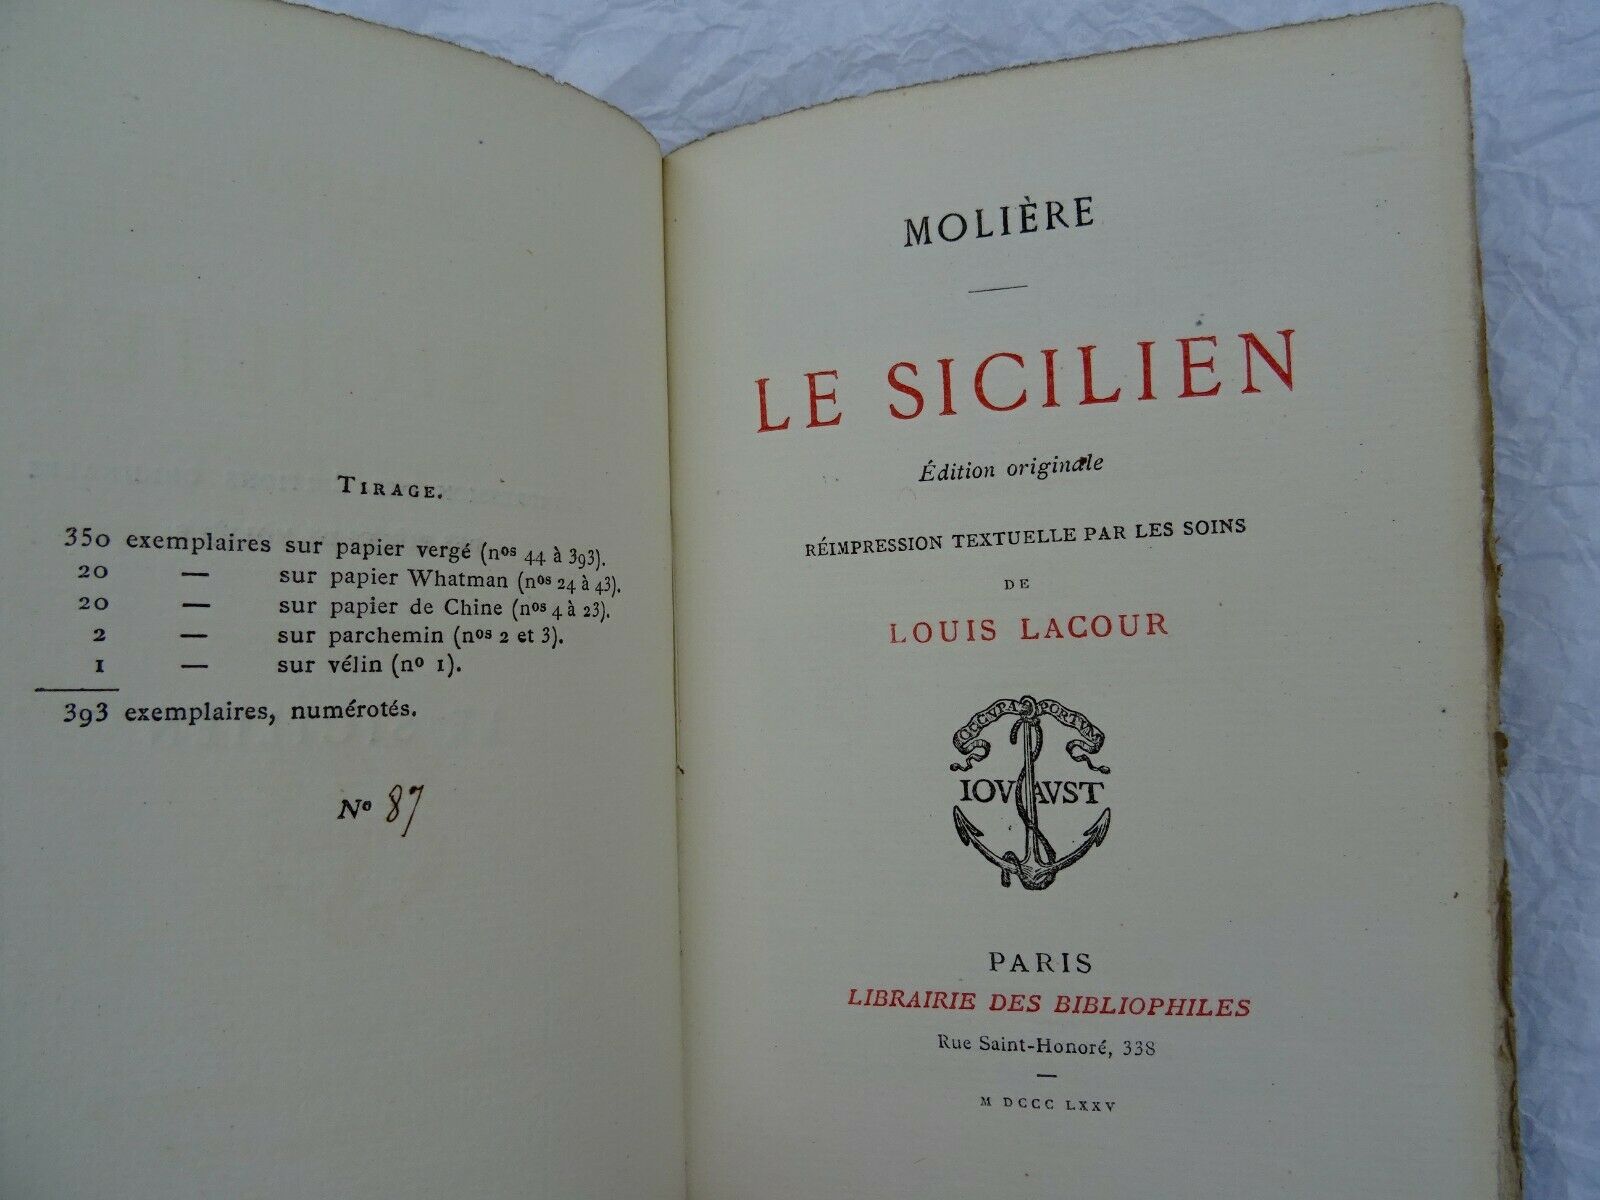 TIRAGE.
350 exemplaires sur papier vergé (nos 44 à 393).
20 — sur papier Whatman (nos 24 à 43).
20 — sur papier de Chine (nos 4 à 23).
2 — sur parchemin (nos 2 et 3).
1 — sur vélin (no 1).
393 exemplaires, numérotés.
No 87
MOLIÈRE
LE SICILIEN
Édition originale
RÉIMPRESSION TEXTUELLE PAR LES SOINS
DE
LOUIS LACOUR
OCCVPA PORTVM
IOVAVST
PARIS
LIBRAIRIE DES BIBLIOPHILES
Rue Saint-Honoré, 338
—
M DCCC LXXV